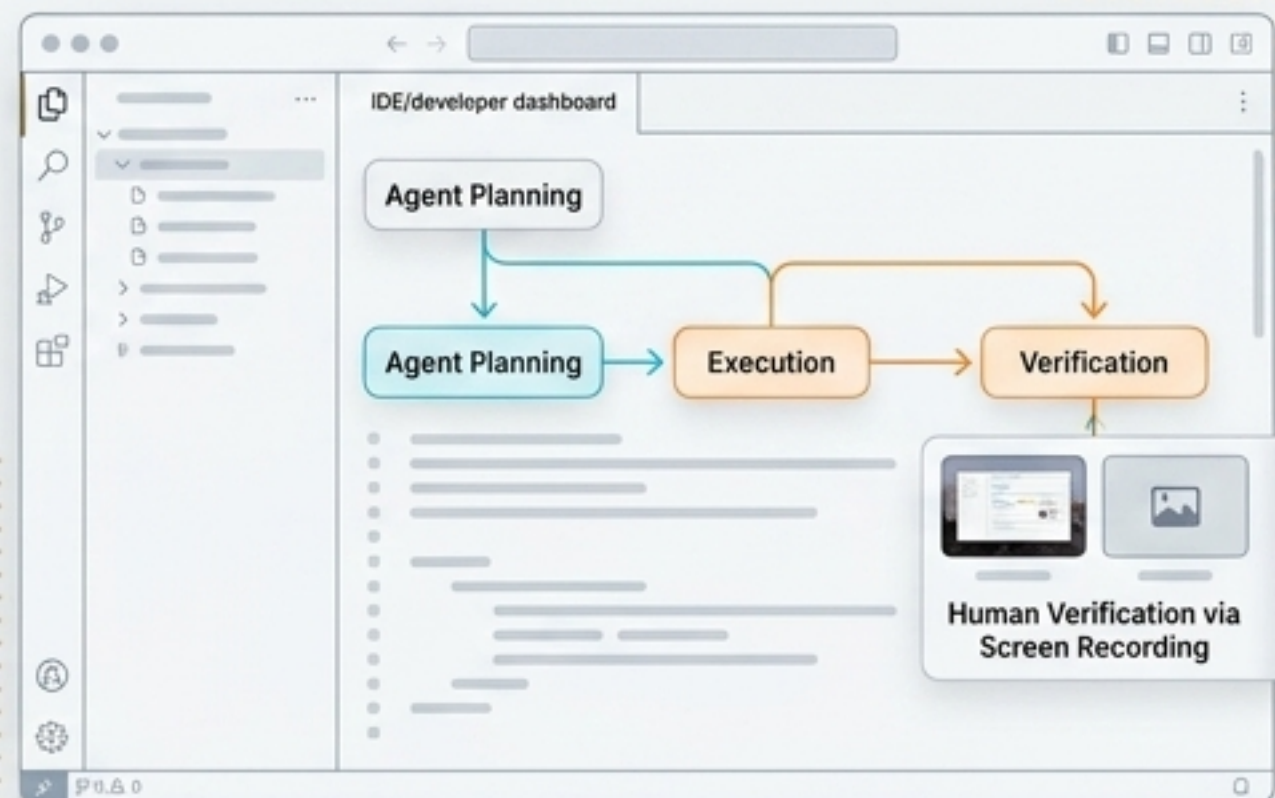 IDE/developer dashboard
Agent Planning
Agent Planning
Execution
Verification
Human Verification via
Screen Recording